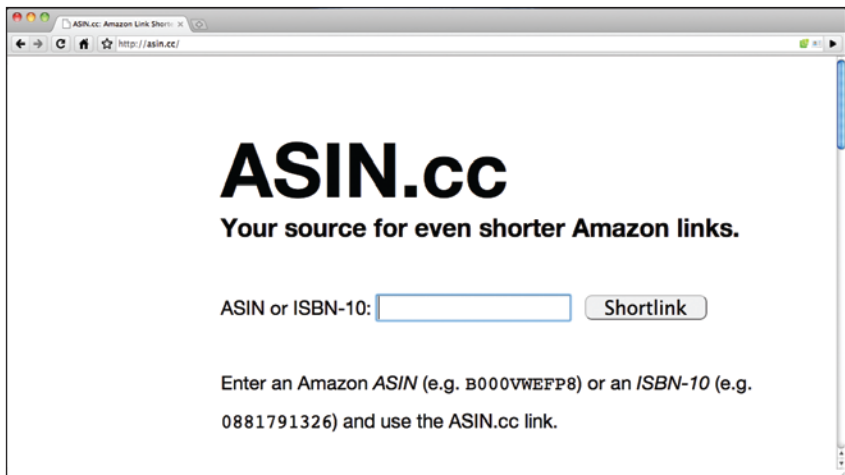 ASIN.cc: Amazon Link Shorte
http://asin.cc/
ASIN.cc
Your source for even shorter Amazon links.
ASIN or ISBN-10: Shortlink
Enter an Amazon ASIN (e.g. B000VWEFP8) or an ISBN-10 (e.g.
0881791326) and use the ASIN.cc link.